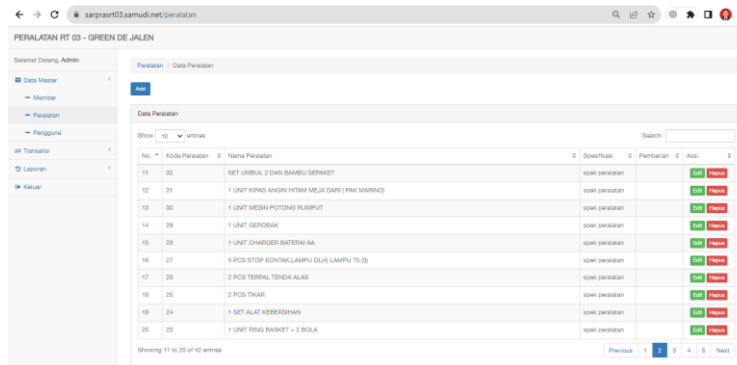 sarprasrt03.samudi.net/peralatan
PERALATAN RT 03 - GREEN DE JALEN
Selamat Datang, Admin
Data Master
Member
Peralatan
Pengguna
Transaksi
Laporan
Keluar
Peralatan / Data Peralatan
Add
Data Peralatan
Show 10 entries
Search:
No. Kode Peralatan Nama Peralatan Spesifikasi Pemberian Aksi
11 32 SET UMBUL 2 DAN BAMBU SEPAKET spek peralatan Edit Hapus
12 31 1 UNIT KIPAS ANGIN HITAM MEJA DARI ( PAK MARINO) spek peralatan Edit Hapus
13 30 1 UNIT MESIN POTONG RUMPUT spek peralatan Edit Hapus
14 29 1 UNIT GEROBAK spek peralatan Edit Hapus
15 28 1 UNIT CHARGER BATERAI AA spek peralatan Edit Hapus
16 27 5 POS STOP KONTAK,LAMPU DL(4) LAMPU T5 (3) spek peralatan Edit Hapus
17 26 2 PCS TERPAL TENDA ALAS spek peralatan Edit Hapus
18 25 2 PCS TIKAR spek peralatan Edit Hapus
19 24 1 SET ALAT KEBERSIHAN spek peralatan Edit Hapus
20 23 1 UNIT RING BASKET + 2 BOLA spek peralatan Edit Hapus
Showing 11 to 20 of 42 entries
Previous 1 2 3 4 5 Next